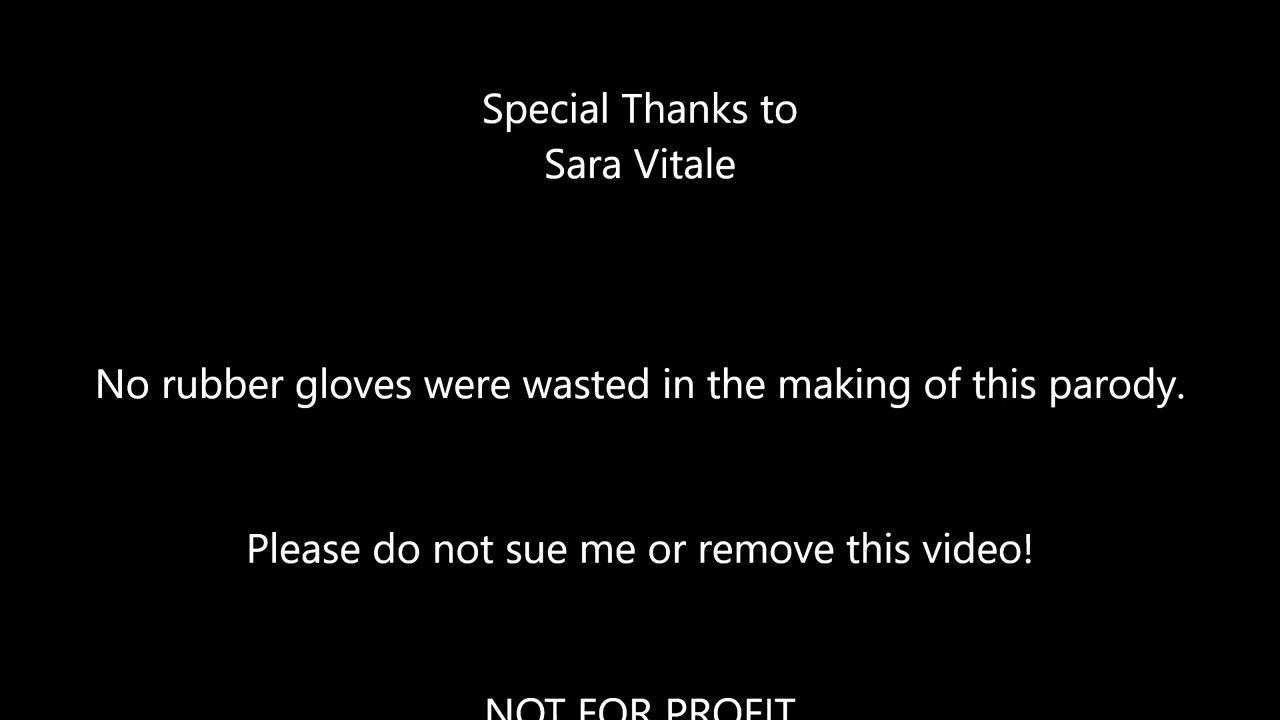 Special Thanks to
Sara Vitale
No rubber gloves were wasted in the making of this parody.
Please do not sue me or remove this video!
NOT FOR PROFIT